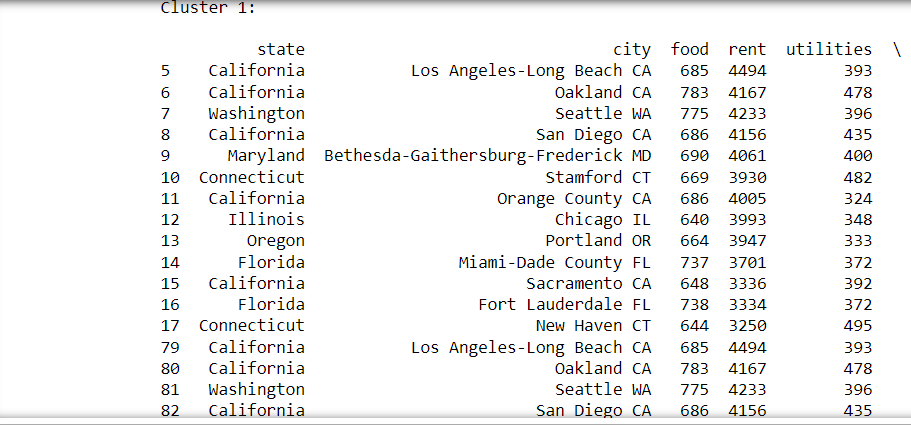 Cluster 1:
state city food rent utilities \
5 California Los Angeles-Long Beach CA 685 4494 393
6 California Oakland CA 783 4167 478
7 Washington Seattle WA 775 4233 396
8 California San Diego CA 686 4156 435
9 Maryland Bethesda-Gaithersburg-Frederick MD 690 4061 400
10 Connecticut Stamford CT 669 3930 482
11 California Orange County CA 686 4005 324
12 Illinois Chicago IL 640 3993 348
13 Oregon Portland OR 664 3947 333
14 Florida Miami-Dade County FL 737 3701 372
15 California Sacramento CA 648 3336 392
16 Florida Fort Lauderdale FL 738 3334 372
17 Connecticut New Haven CT 644 3250 495
79 California Los Angeles-Long Beach CA 685 4494 393
80 California Oakland CA 783 4167 478
81 Washington Seattle WA 775 4233 396
82 California San Diego CA 686 4156 435